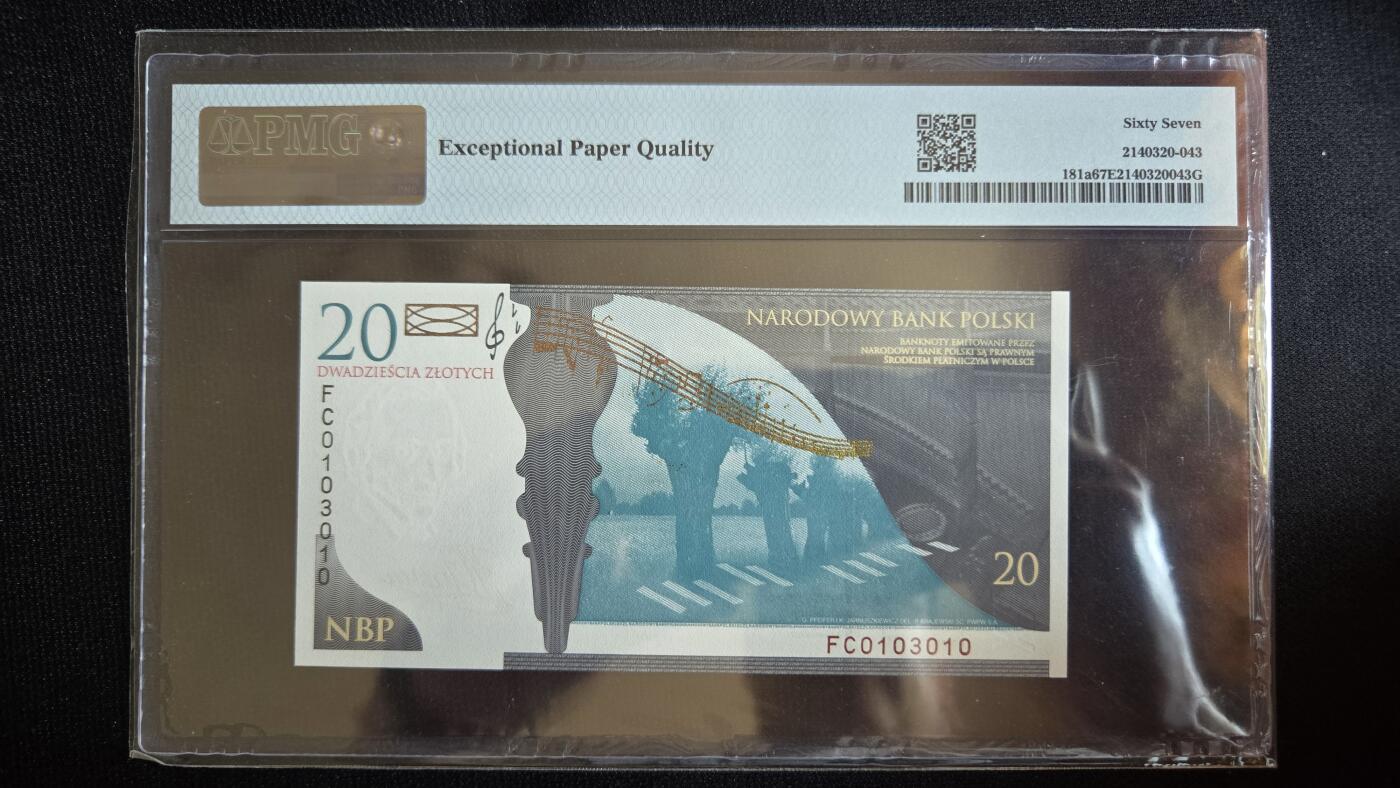 PMG
Exceptional Paper Quality
Sixty Seven
2140320-043
181a67E2140320043G
20
DWADZIEŚCIA ZŁOTYCH
FC0103010
NBP
NARODOWY BANK POLSKI
BANKNOTY EMITOWANE PRZEZ
NARODOWY BANK POLSKI SĄ PRAWNYM
ŚRODKIEM PŁATNICZYM W POLSCE
20
FC0103010